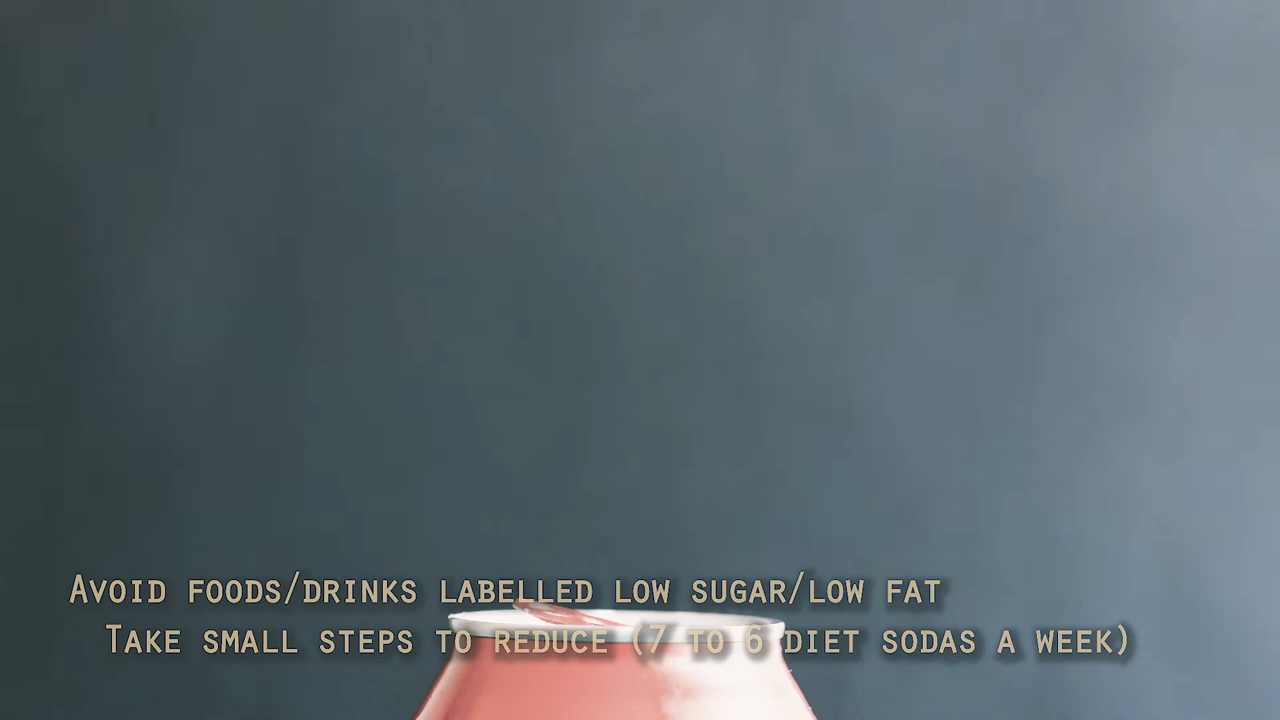 Avoid foods/drinks labelled low sugar/low fat
Take small steps to reduce (7 to 6 diet sodas a week)